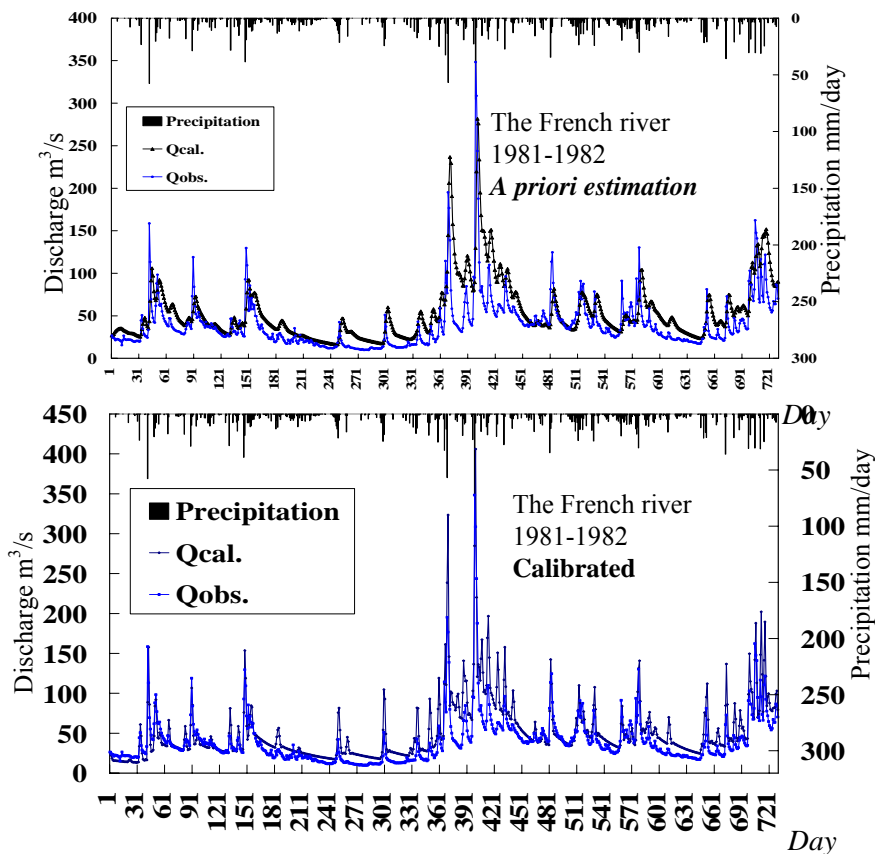 400
350
300
250
200
150
100
50
0
Discharge m³/s
Precipitation
Qcal.
Qobs.
The French river
1981-1982
A priori estimation
0
50
100
150
200
250
300
Precipitation mm/day
1 31 61 91 121 151 181 211 241 271 301 331 361 391 421 451 481 511 541 571 601 631 661 691 721
Day
450
400
350
300
250
200
150
100
50
0
Discharge m³/s
Precipitation
Qcal.
Qobs.
The French river
1981-1982
Calibrated
0
50
100
150
200
250
300
Precipitation mm/day
1 31 61 91 121 151 181 211 241 271 301 331 361 391 421 451 481 511 541 571 601 631 661 691 721
Day